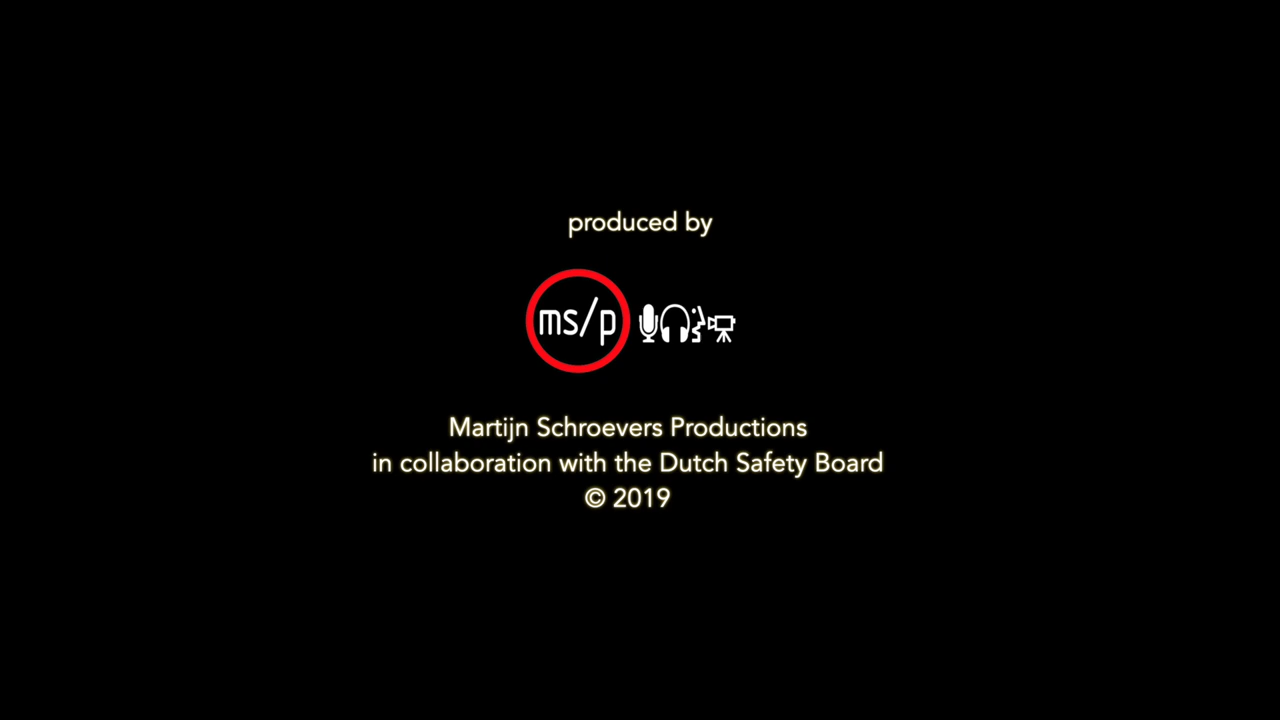 produced by
ms/p
Martijn Schroevers Productions
in collaboration with the Dutch Safety Board
© 2019